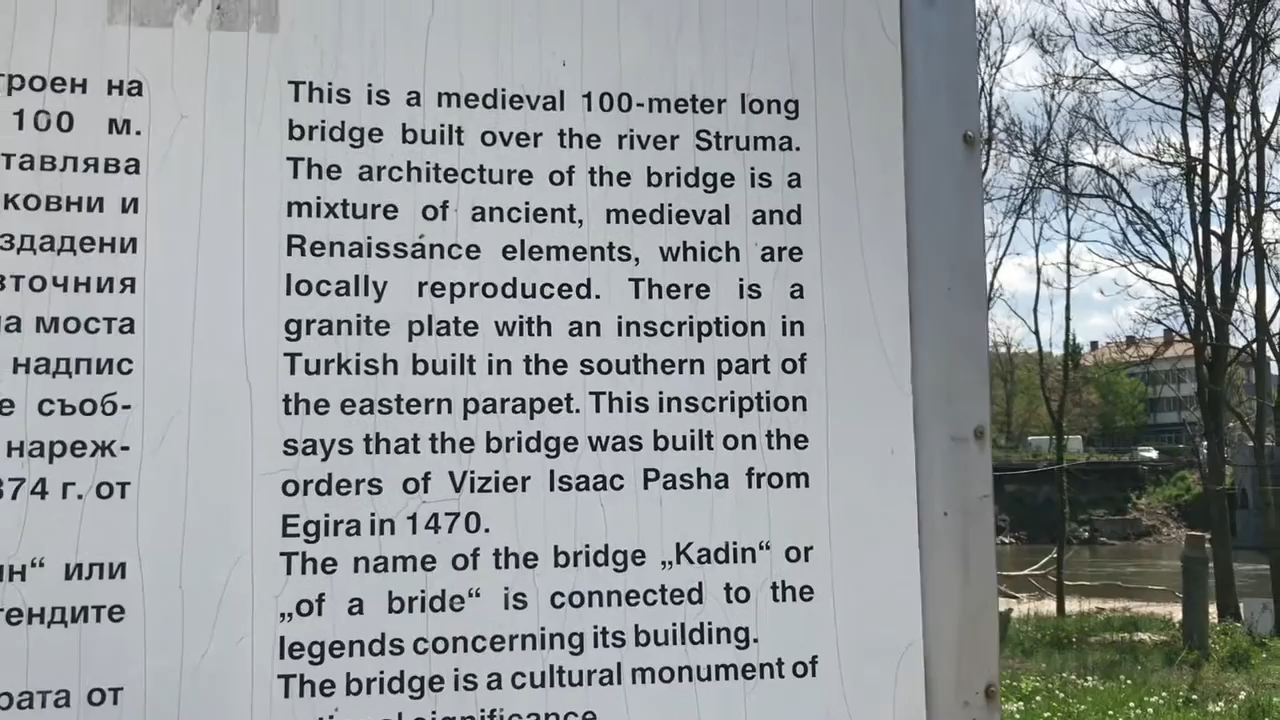 троен на
100 м.
тавлява
ковни и
здадени
зточния
на моста
надпис
е съоб-
нареж-
874 г. от
ин“ или
гендите
рата от
This is a medieval 100-meter long
bridge built over the river Struma.
The architecture of the bridge is a
mixture of ancient, medieval and
Renaissance elements, which are
locally reproduced. There is a
granite plate with an inscription in
Turkish built in the southern part of
the eastern parapet. This inscription
says that the bridge was built on the
orders of Vizier Isaac Pasha from
Egira in 1470.
The name of the bridge „Kadin“ or
„of a bride“ is connected to the
legends concerning its building.
The bridge is a cultural monument of
significance